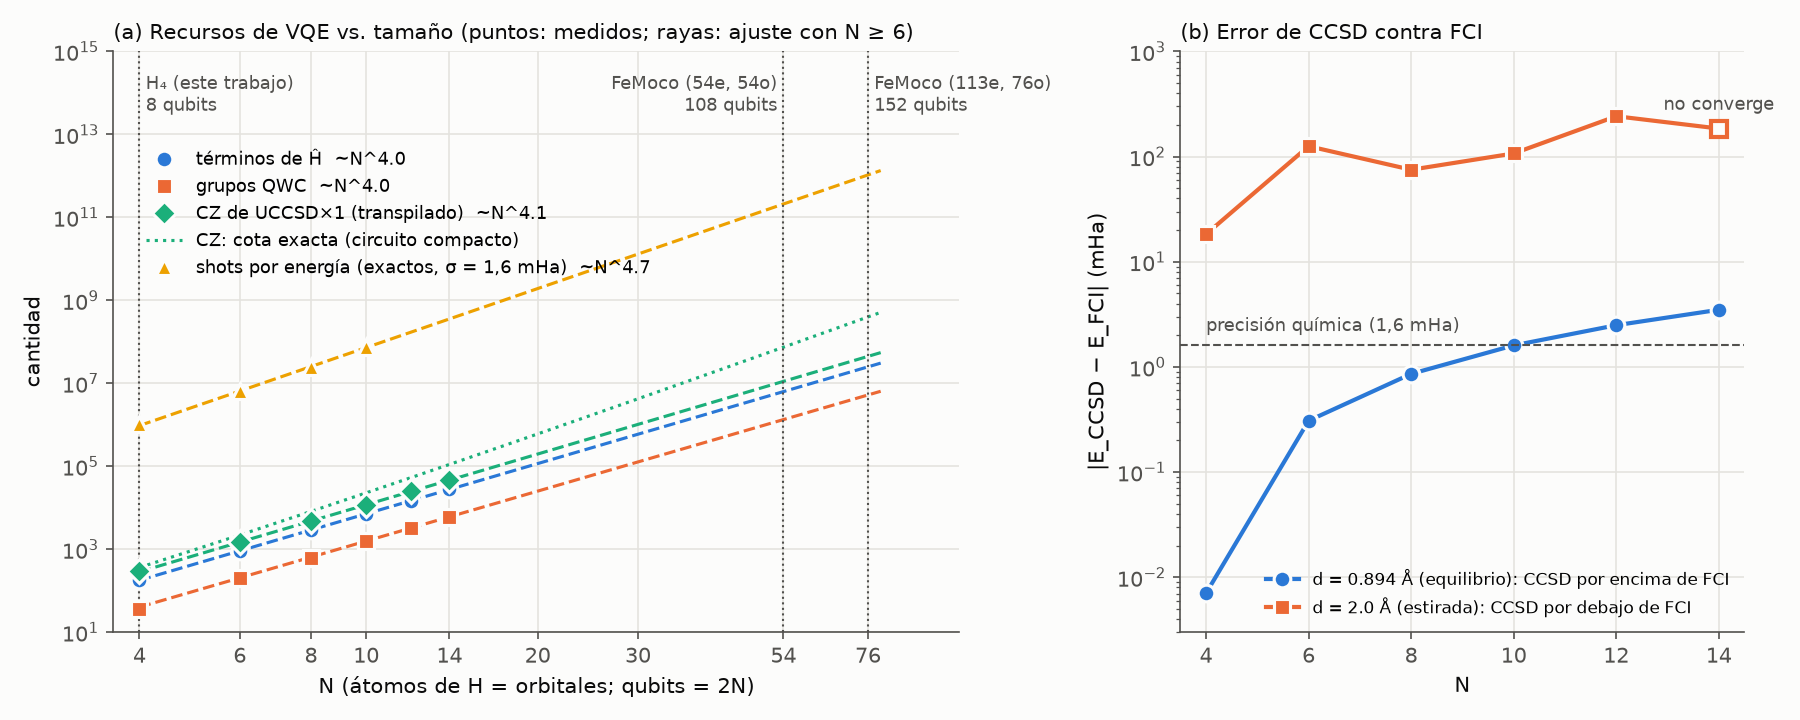 (a) Recursos de VQE vs. tamaño (puntos: medidos; rayas: ajuste con N ≥ 6)
10^15
10^13
10^11
10^9
10^7
10^5
10^3
10^1
cantidad
H₄ (este trabajo)
8 qubits
FeMoco (54e, 54o)
108 qubits
FeMoco (113e, 76o)
152 qubits
términos de Ĥ ~N^4.0
grupos QWC ~N^4.0
CZ de UCCSD×1 (transpilado) ~N^4.1
CZ: cota exacta (circuito compacto)
shots por energía (exactos, σ = 1,6 mHa) ~N^4.7
4 6 8 10 14 20 30 54 76
N (átomos de H = orbitales; qubits = 2N)
(b) Error de CCSD contra FCI
10^3
10^2
10^1
10^0
10^−1
10^−2
|E_CCSD − E_FCI| (mHa)
no converge
precisión química (1,6 mHa)
d = 0.894 Å (equilibrio): CCSD por encima de FCI
d = 2.0 Å (estirada): CCSD por debajo de FCI
4 6 8 10 12 14
N